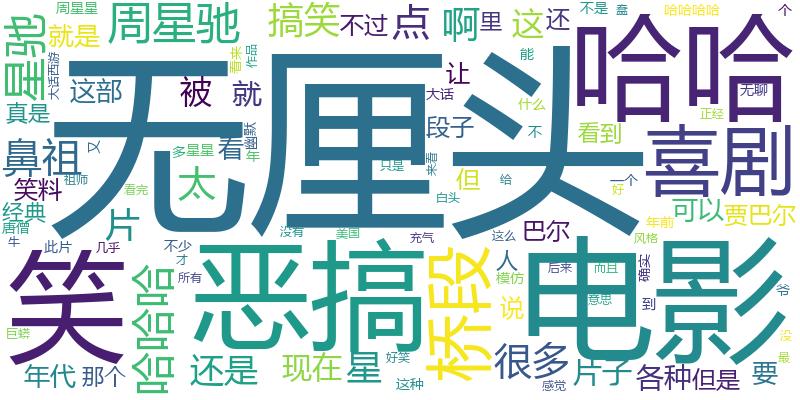 周星星
周星驰
搞笑
不过
点
啊
里
这
还
不是
蠢
哈哈哈哈
个
星驰
就是
看来
作品
大话西游
这部
真是
被
就
让
大话
段子
能
什么
不
看到
无聊
正经
哈哈
无厘头
喜剧
鼻祖
又
多星星
看
年
幽默
祖师
笑料
看完
太
只是
来看
但
白头
给
一个
好
经典
唐僧
牛
此片
片
几乎
没有
美国
充气
这么
巴尔
年前
风格
可以
贾巴尔
笑
恶搞
桥段
电影
不少
才
所有
哈哈哈
人
模仿
说
后来
而且
意思
确实
到
爷
没
最
巨蟒
年代
那个
还是
现在
星
好笑
这种
很多
感觉
片子
各种
但是
要